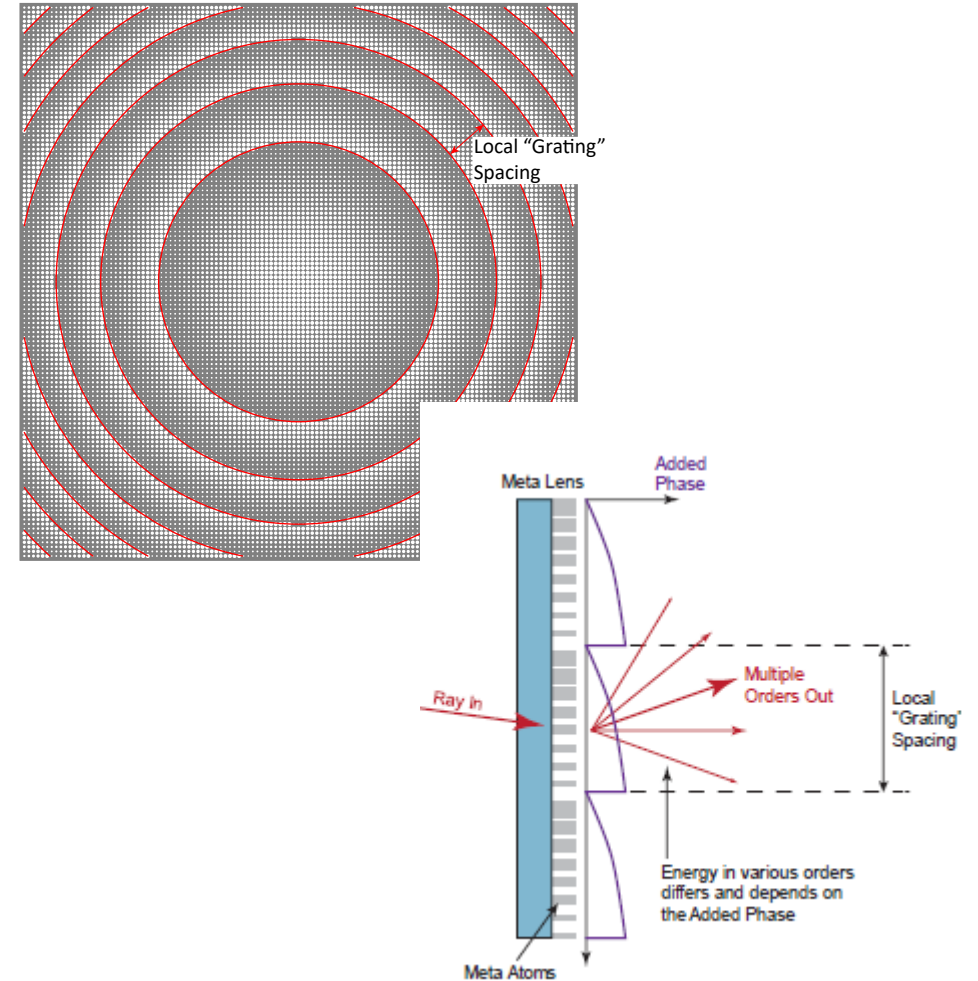 Local “Grating”
Spacing
Added
Phase
Meta Lens
Ray In
Multiple
Orders Out
Local
"Grating'
Spacing
Energy in various orders
differs and depends on
the Added Phase
Meta Atoms